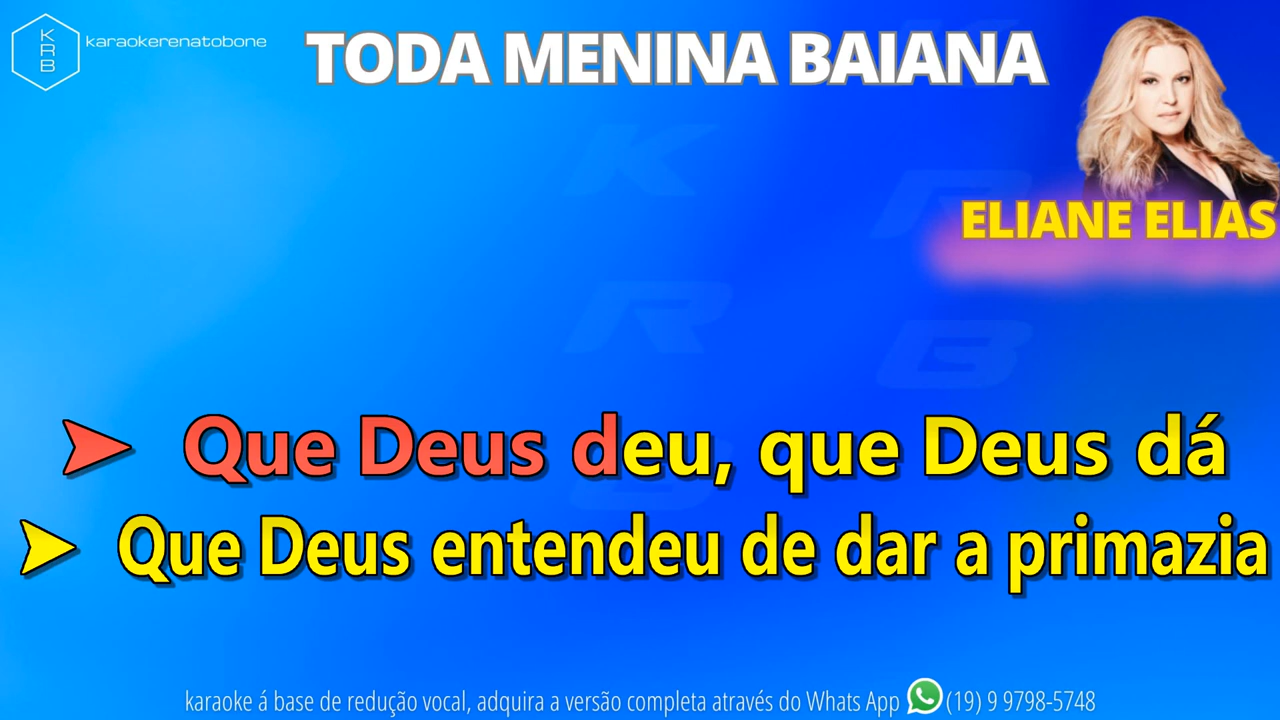 KRB
karaokerenatobone
TODA MENINA BAIANA
ELIANE ELIAS
K R B
R B
➤ Que Deus deu, que Deus dá
➤ Que Deus entendeu de dar a primazia
karaoke á base de redução vocal, adquira a versão completa através do Whats App (19) 9 9798-5748